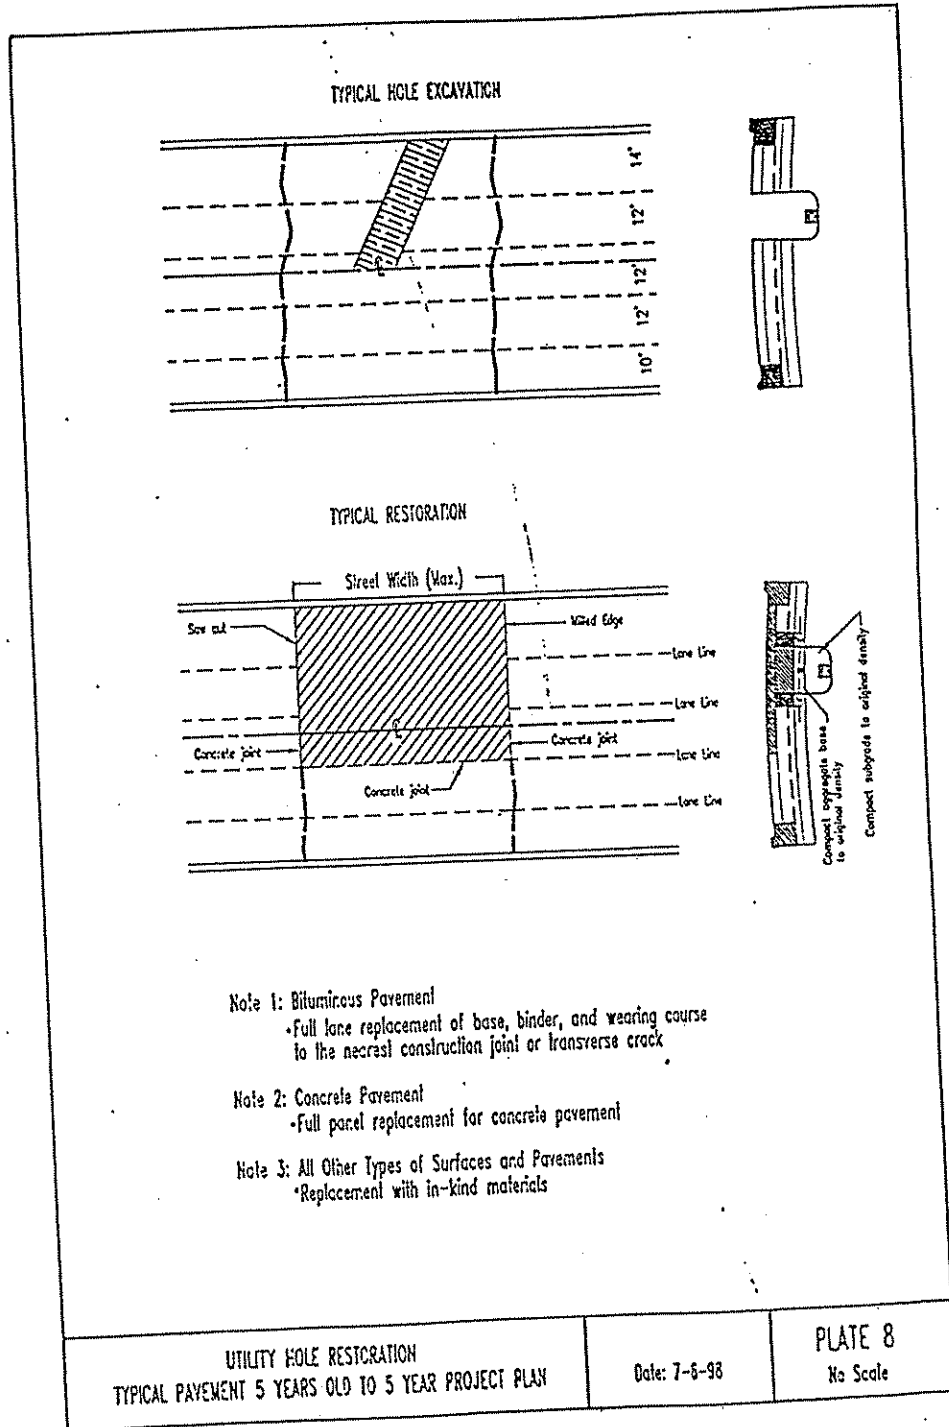 TYPICAL HOLE EXCAVATION
14"
12"
12"
12"
10"
TYPICAL RESTORATION
Street Width (Max.)
Saw cut
Milled Edge
Lane Line
Lane Line
Concrete joint
Concrete joint
Lane Line
Concrete joint
Lane Line
Compact aggregate base
to original density
Compact subgrade to original density
Note 1: Bituminous Pavement
•Full lane replacement of base, binder, and wearing course
to the nearest construction joint or transverse crack
Note 2: Concrete Pavement
•Full panel replacement for concrete pavement
Note 3: All Other Types of Surfaces and Pavements
•Replacement with in-kind materials
UTILITY HOLE RESTORATION
TYPICAL PAVEMENT 5 YEARS OLD TO 5 YEAR PROJECT PLAN
Date: 7-6-98
PLATE 8
No Scale